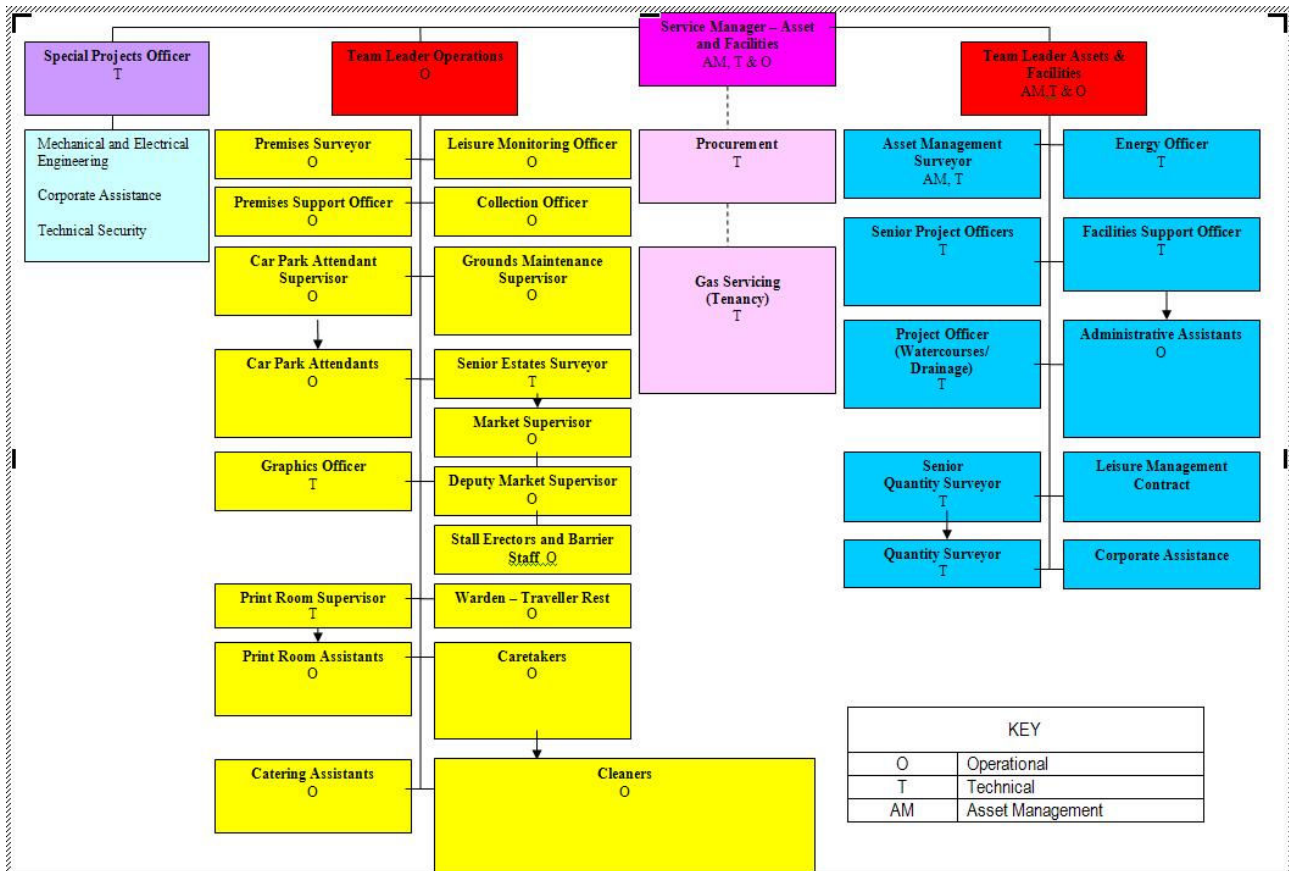 Service Manager – Asset
and Facilities
AM, T & O
Special Projects Officer
T
Mechanical and Electrical
Engineering
Corporate Assistance
Technical Security
Team Leader Operations
O
Premises Surveyor
O
Leisure Monitoring Officer
O
Premises Support Officer
O
Collection Officer
O
Car Park Attendant
Supervisor
O
Grounds Maintenance
Supervisor
O
Car Park Attendants
O
Senior Estates Surveyor
T
Market Supervisor
O
Graphics Officer
T
Deputy Market Supervisor
O
Stall Erectors and Barrier
Staff O
Print Room Supervisor
T
Warden – Traveller Rest
O
Print Room Assistants
O
Caretakers
O
Catering Assistants
O
Cleaners
O
Procurement
T
Gas Servicing
(Tenancy)
T
Team Leader Assets &
Facilities
AM,T & O
Asset Management
Surveyor
AM, T
Energy Officer
T
Senior Project Officers
T
Facilities Support Officer
T
Project Officer
(Watercourses/
Drainage)
T
Administrative Assistants
O
Senior
Quantity Surveyor
T
Leisure Management
Contract
Quantity Surveyor
T
Corporate Assistance
KEY
O Operational
T Technical
AM Asset Management